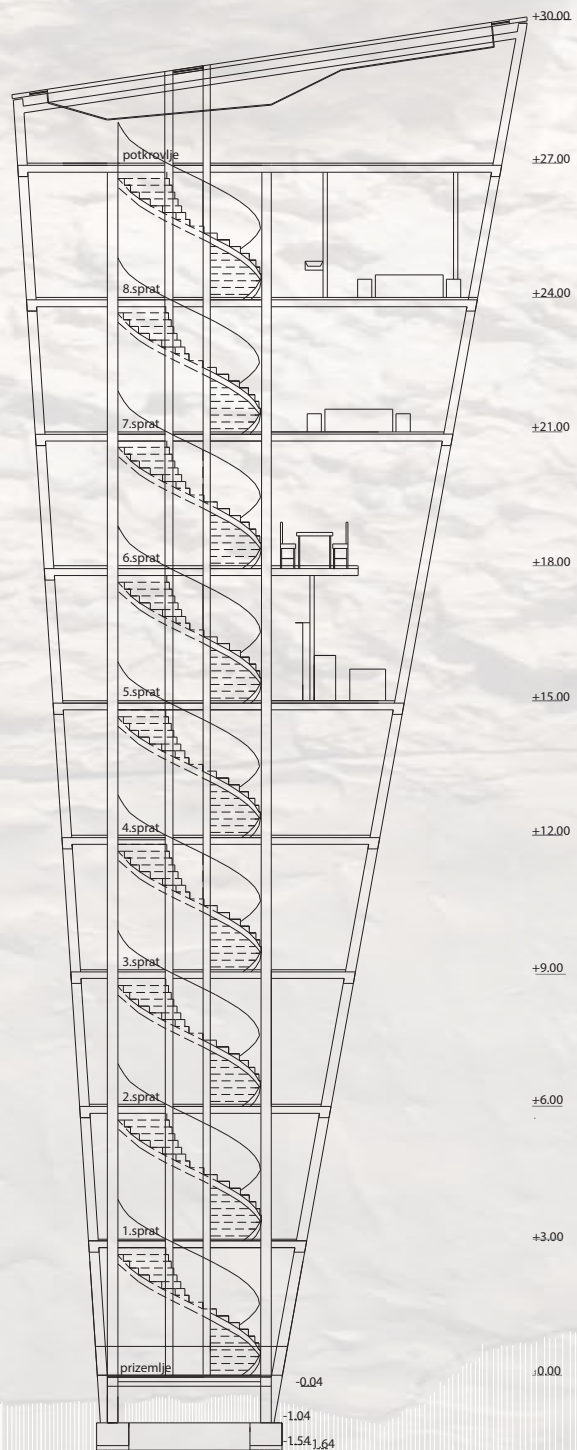 +30.00
potkrovlje
±27.00
8.sprat
±24.00
7.sprat
±21.00
6.sprat
±18.00
5.sprat
±15.00
4.sprat
±12.00
3.sprat
+9.00
2.sprat
+6.00
1.sprat
+3.00
prizemlje
±0.00
-0.04
-1.04
-1.54
-1.64